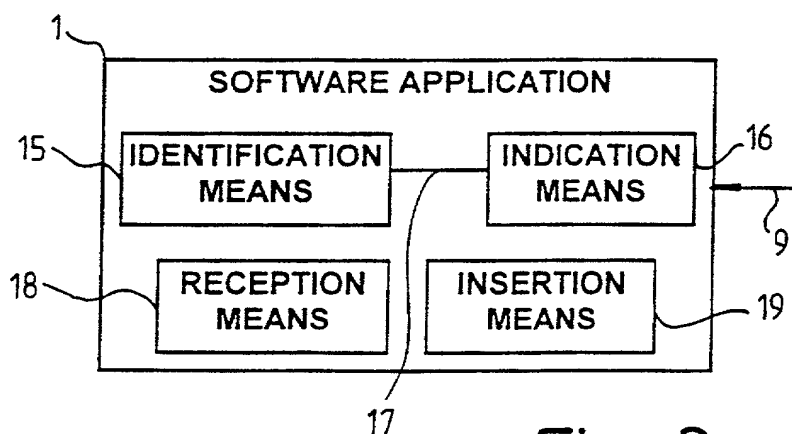 1
SOFTWARE APPLICATION
15
IDENTIFICATION
MEANS
INDICATION
MEANS
16
9
18
RECEPTION
MEANS
INSERTION
MEANS
19
17